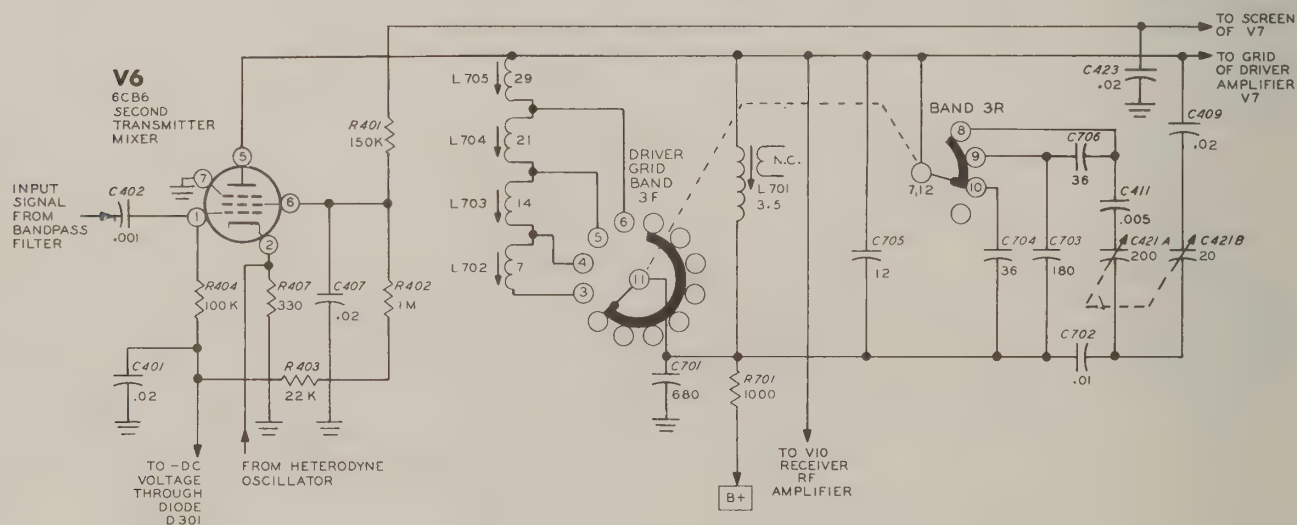 TO SCREEN
OF V7
TO GRID
OF DRIVER
AMPLIFIER
V7
V6
6CB6
SECOND
TRANSMITTER
MIXER
INPUT
SIGNAL
FROM
BANDPASS
FILTER
C402
.001
5
7
6
1
2
R401
150K
R404
100K
R407
330
C407
.02
R402
1M
C401
.02
R403
22K
TO -DC
VOLTAGE
THROUGH
DIODE
D301
FROM HETERODYNE
OSCILLATOR
L705
29
L704
21
L703
14
L702
7
DRIVER
GRID
BAND
3F
6
5
4
3
11
C701
680
R701
1000
B+
N.C.
L701
3.5
TO V10
RECEIVER
RF
AMPLIFIER
C705
12
BAND 3R
8
9
10
7,12
C706
36
C423
.02
C409
.02
C411
.005
C704
36
C703
180
C421A
200
C421B
20
C702
.01